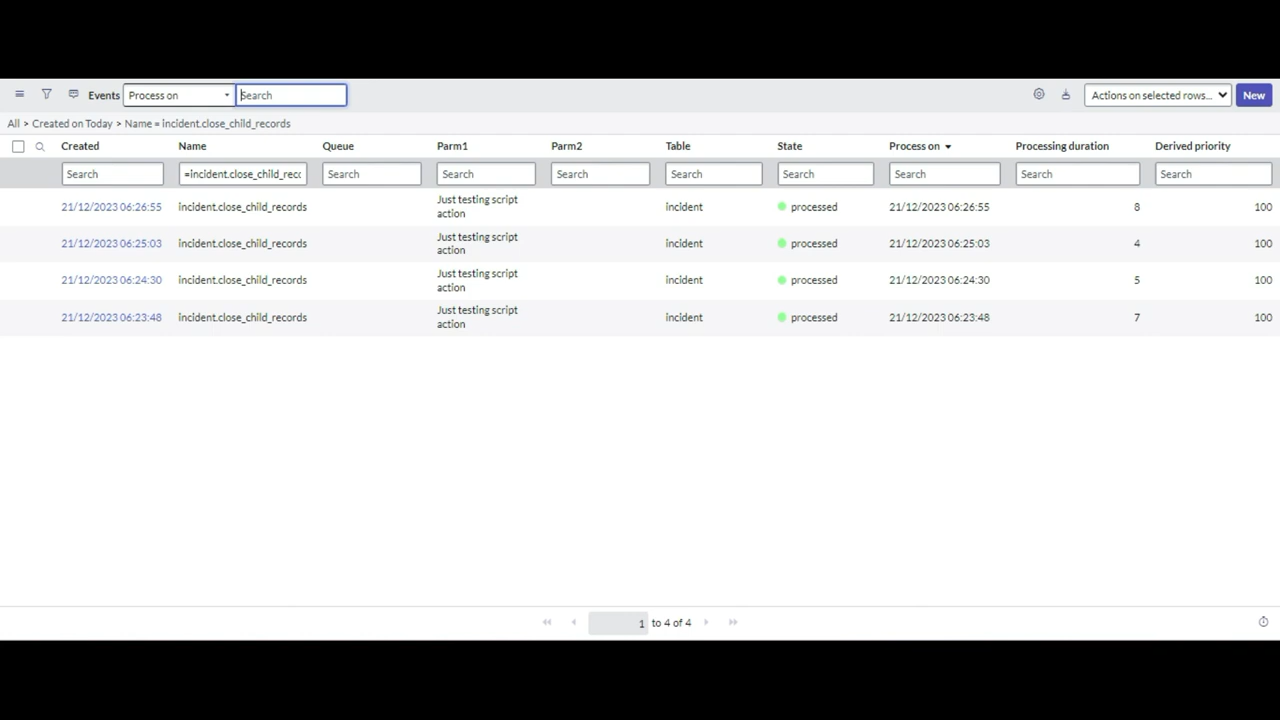 Events Process on Search Actions on selected rows... New
All > Created on Today > Name = incident.close_child_records
Created Name Queue Parm1 Parm2 Table State Process on Processing duration Derived priority
Search =incident.close_child_recc Search Search Search Search Search Search Search Search
21/12/2023 06:26:55 incident.close_child_records Just testing script action incident processed 21/12/2023 06:26:55 8 100
21/12/2023 06:25:03 incident.close_child_records Just testing script action incident processed 21/12/2023 06:25:03 4 100
21/12/2023 06:24:30 incident.close_child_records Just testing script action incident processed 21/12/2023 06:24:30 5 100
21/12/2023 06:23:48 incident.close_child_records Just testing script action incident processed 21/12/2023 06:23:48 7 100
1 to 4 of 4